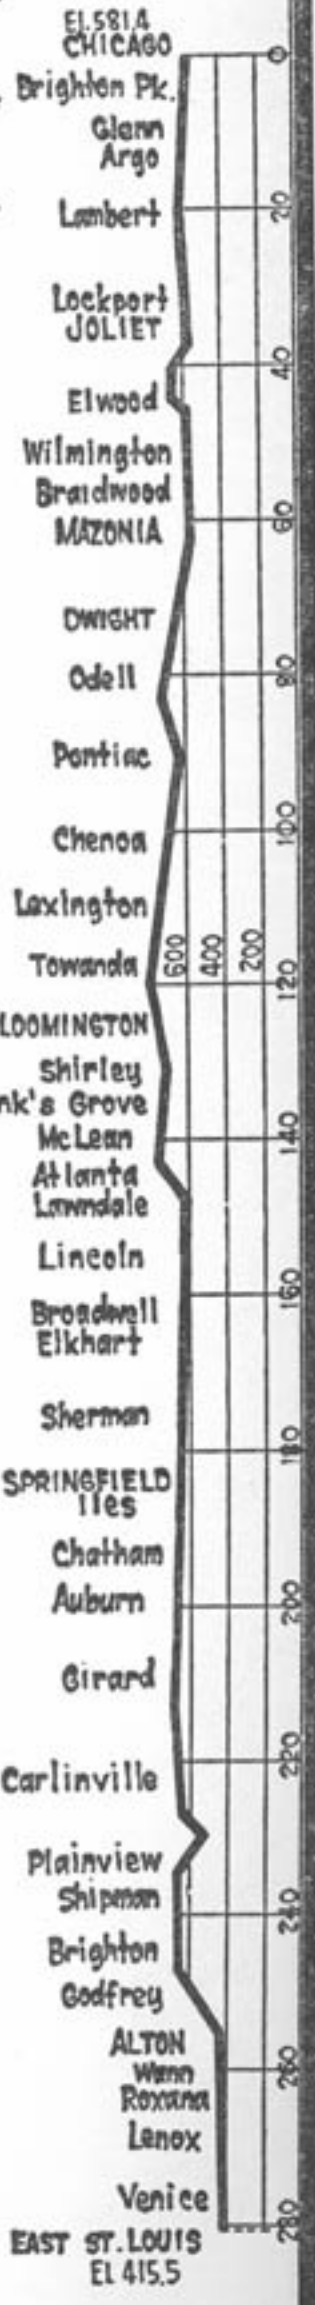 El. 581.4
CHICAGO
0
Brighton Pk.
Glenn
Argo
20
Lambert
Lockport
JOLIET
40
Elwood
Wilmington
Braidwood
60
MAZONIA
DWIGHT
Odell
80
Pontiac
100
Chenoa
Lexington
600
400
200
Towanda
120
LOOMINGTON
Shirley
nk's Grove
McLean
140
Atlanta
Lawndale
Lincoln
160
Broadwell
Elkhart
Sherman
180
SPRINGFIELD
Iles
Chatham
Auburn
200
Girard
220
Carlinville
Plainview
Shipman
240
Brighton
Godfrey
ALTON
Wann
260
Roxana
Lenox
Venice
280
EAST ST. LOUIS
El. 415.5